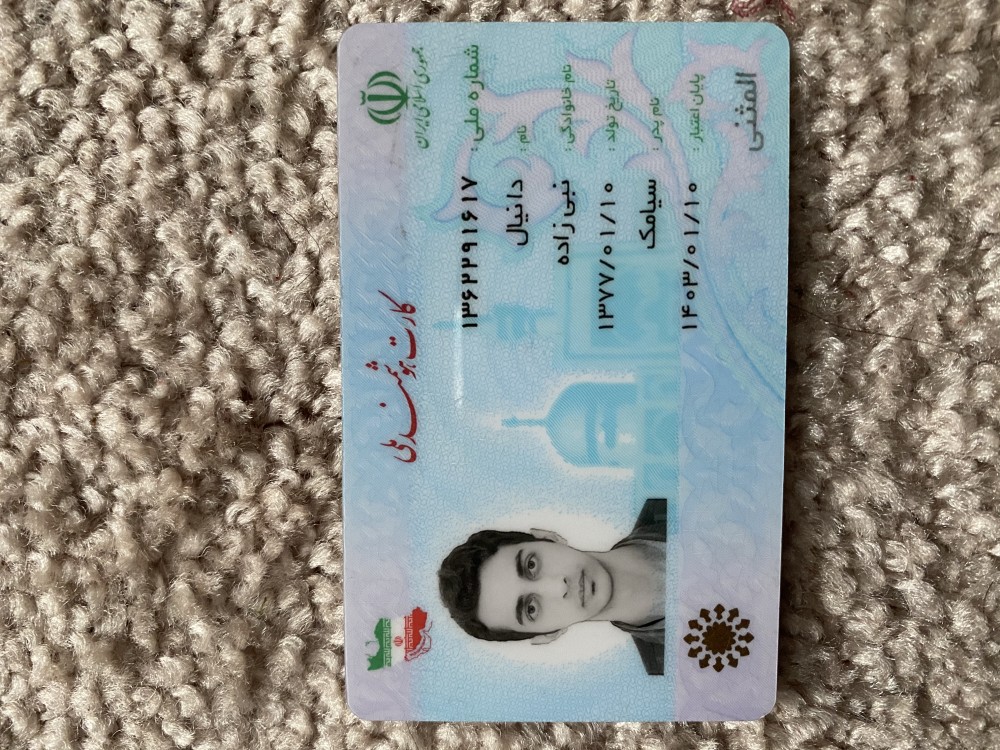 جمهوری اسلامی ایران
کارت هوشمند ملی
شماره ملی : ۱۳۶۲۲۹۱۶۱۷
نام : دانیال
نام خانوادگی : نبی زاده
تاریخ تولد : ۱۳۷۷/۰۱/۱۰
نام پدر : سیامک
پایان اعتبار : ۱۴۰۳/۰۱/۱۰
المثنی